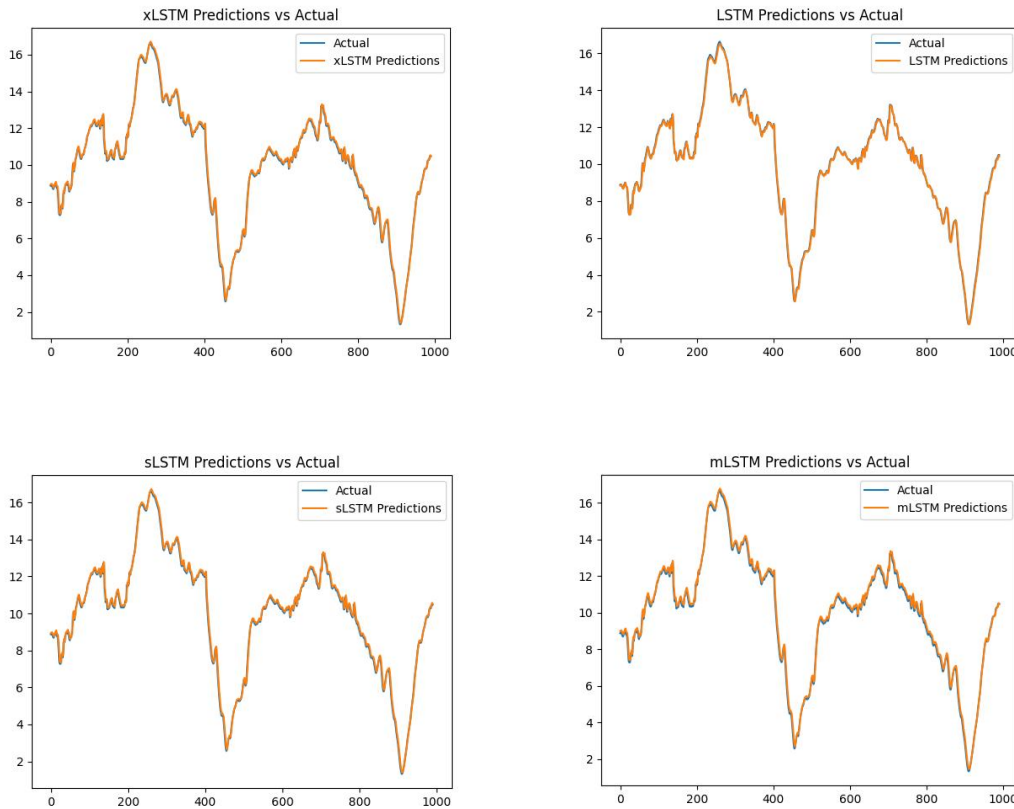 xLSTM Predictions vs Actual
Actual
xLSTM Predictions
16
14
12
10
8
6
4
2
0 200 400 600 800 1000
LSTM Predictions vs Actual
Actual
LSTM Predictions
16
14
12
10
8
6
4
2
0 200 400 600 800 1000
sLSTM Predictions vs Actual
Actual
sLSTM Predictions
16
14
12
10
8
6
4
2
0 200 400 600 800 1000
mLSTM Predictions vs Actual
Actual
mLSTM Predictions
16
14
12
10
8
6
4
2
0 200 400 600 800 1000